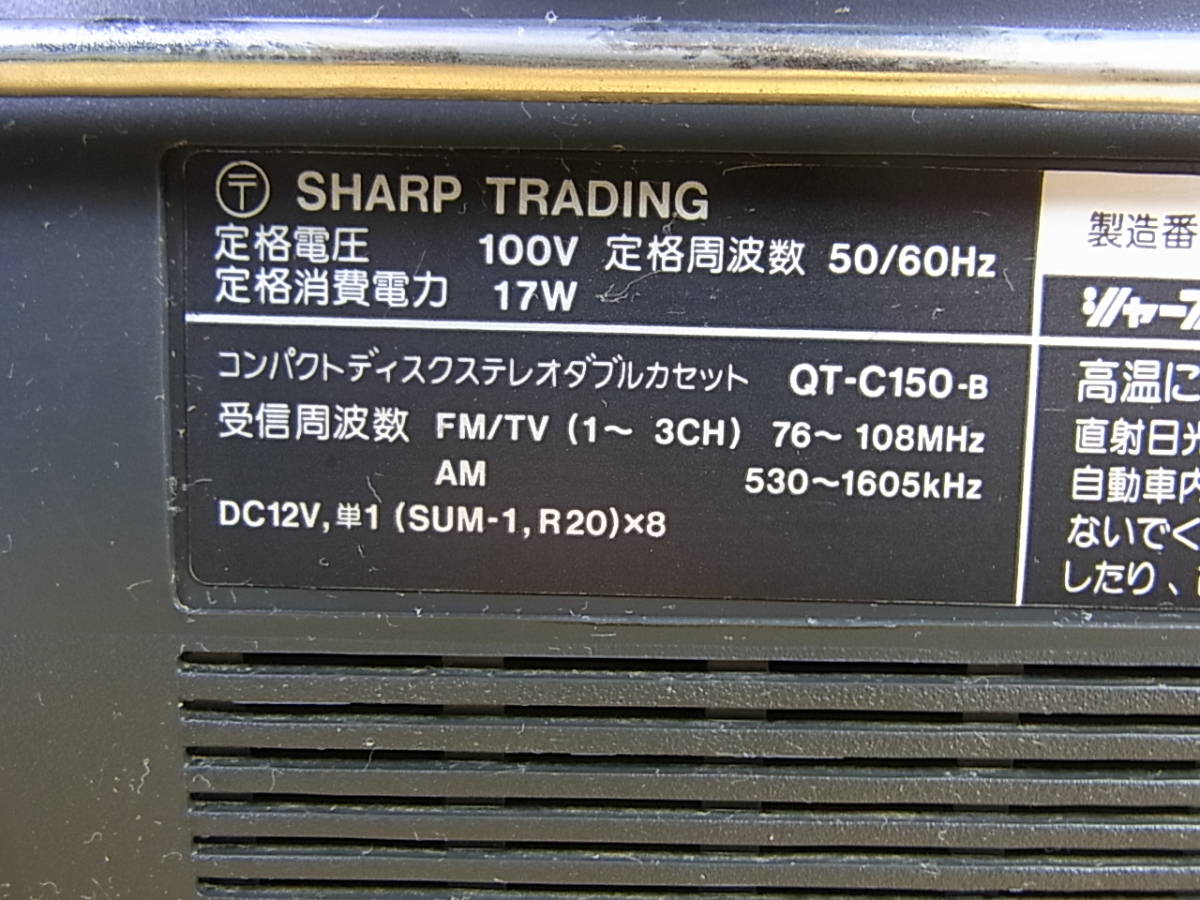 〒 SHARP TRADING
定格電圧 100V 定格周波数 50/60Hz
定格消費電力 17W
コンパクトディスクステレオダブルカセット QT-C150-B
受信周波数 FM/TV (1～ 3CH) 76～108MHz
AM 530～1605kHz
DC12V, 単1 (SUM-1, R20)×8
製造番
シャープ
高温に
直射日光
自動車内
ないでく
したり、